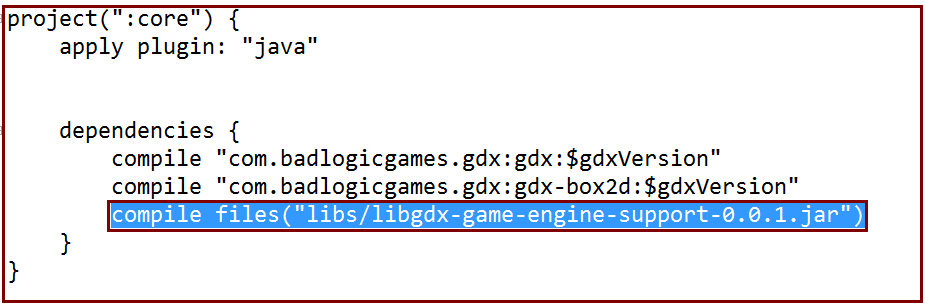 project(":core") {
    apply plugin: "java"
    dependencies {
        compile "com.badlogicgames.gdx:gdx:$gdxVersion"
        compile "com.badlogicgames.gdx:gdx-box2d:$gdxVersion"
        compile files("libs/libgdx-game-engine-support-0.0.1.jar")
    }
}